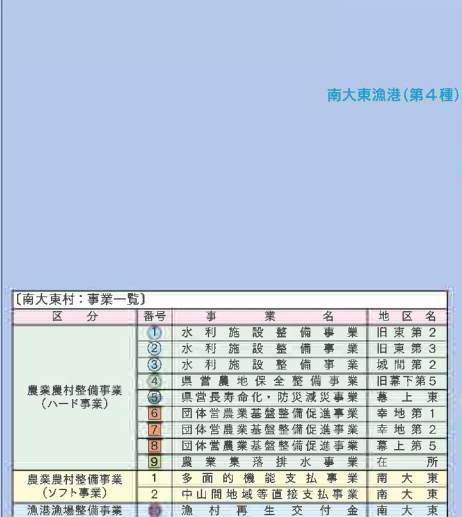 南大東漁港(第4種)
〔南大東村：事業一覧〕
区分 番号 事業名 地区名
農業農村整備事業
(ハード事業)
① 水利施設整備事業 旧東第2
② 水利施設整備事業 旧東第3
③ 水利施設整備事業 城間第2
④ 県営農地保全整備事業 旧幕下第5
⑤ 県営長寿命化・防災減災事業 幕上東
6 団体営農業基盤整備促進事業 幸地第1
7 団体営農業基盤整備促進事業 幸地第2
8 団体営農業基盤整備促進事業 幕上第5
9 農業集落排水事業 在所
農業農村整備事業
(ソフト事業)
1 多面的機能支払事業 南大東
2 中山間地域等直接支払事業 南大東
漁港漁場整備事業 漁村再生交付金 南大東